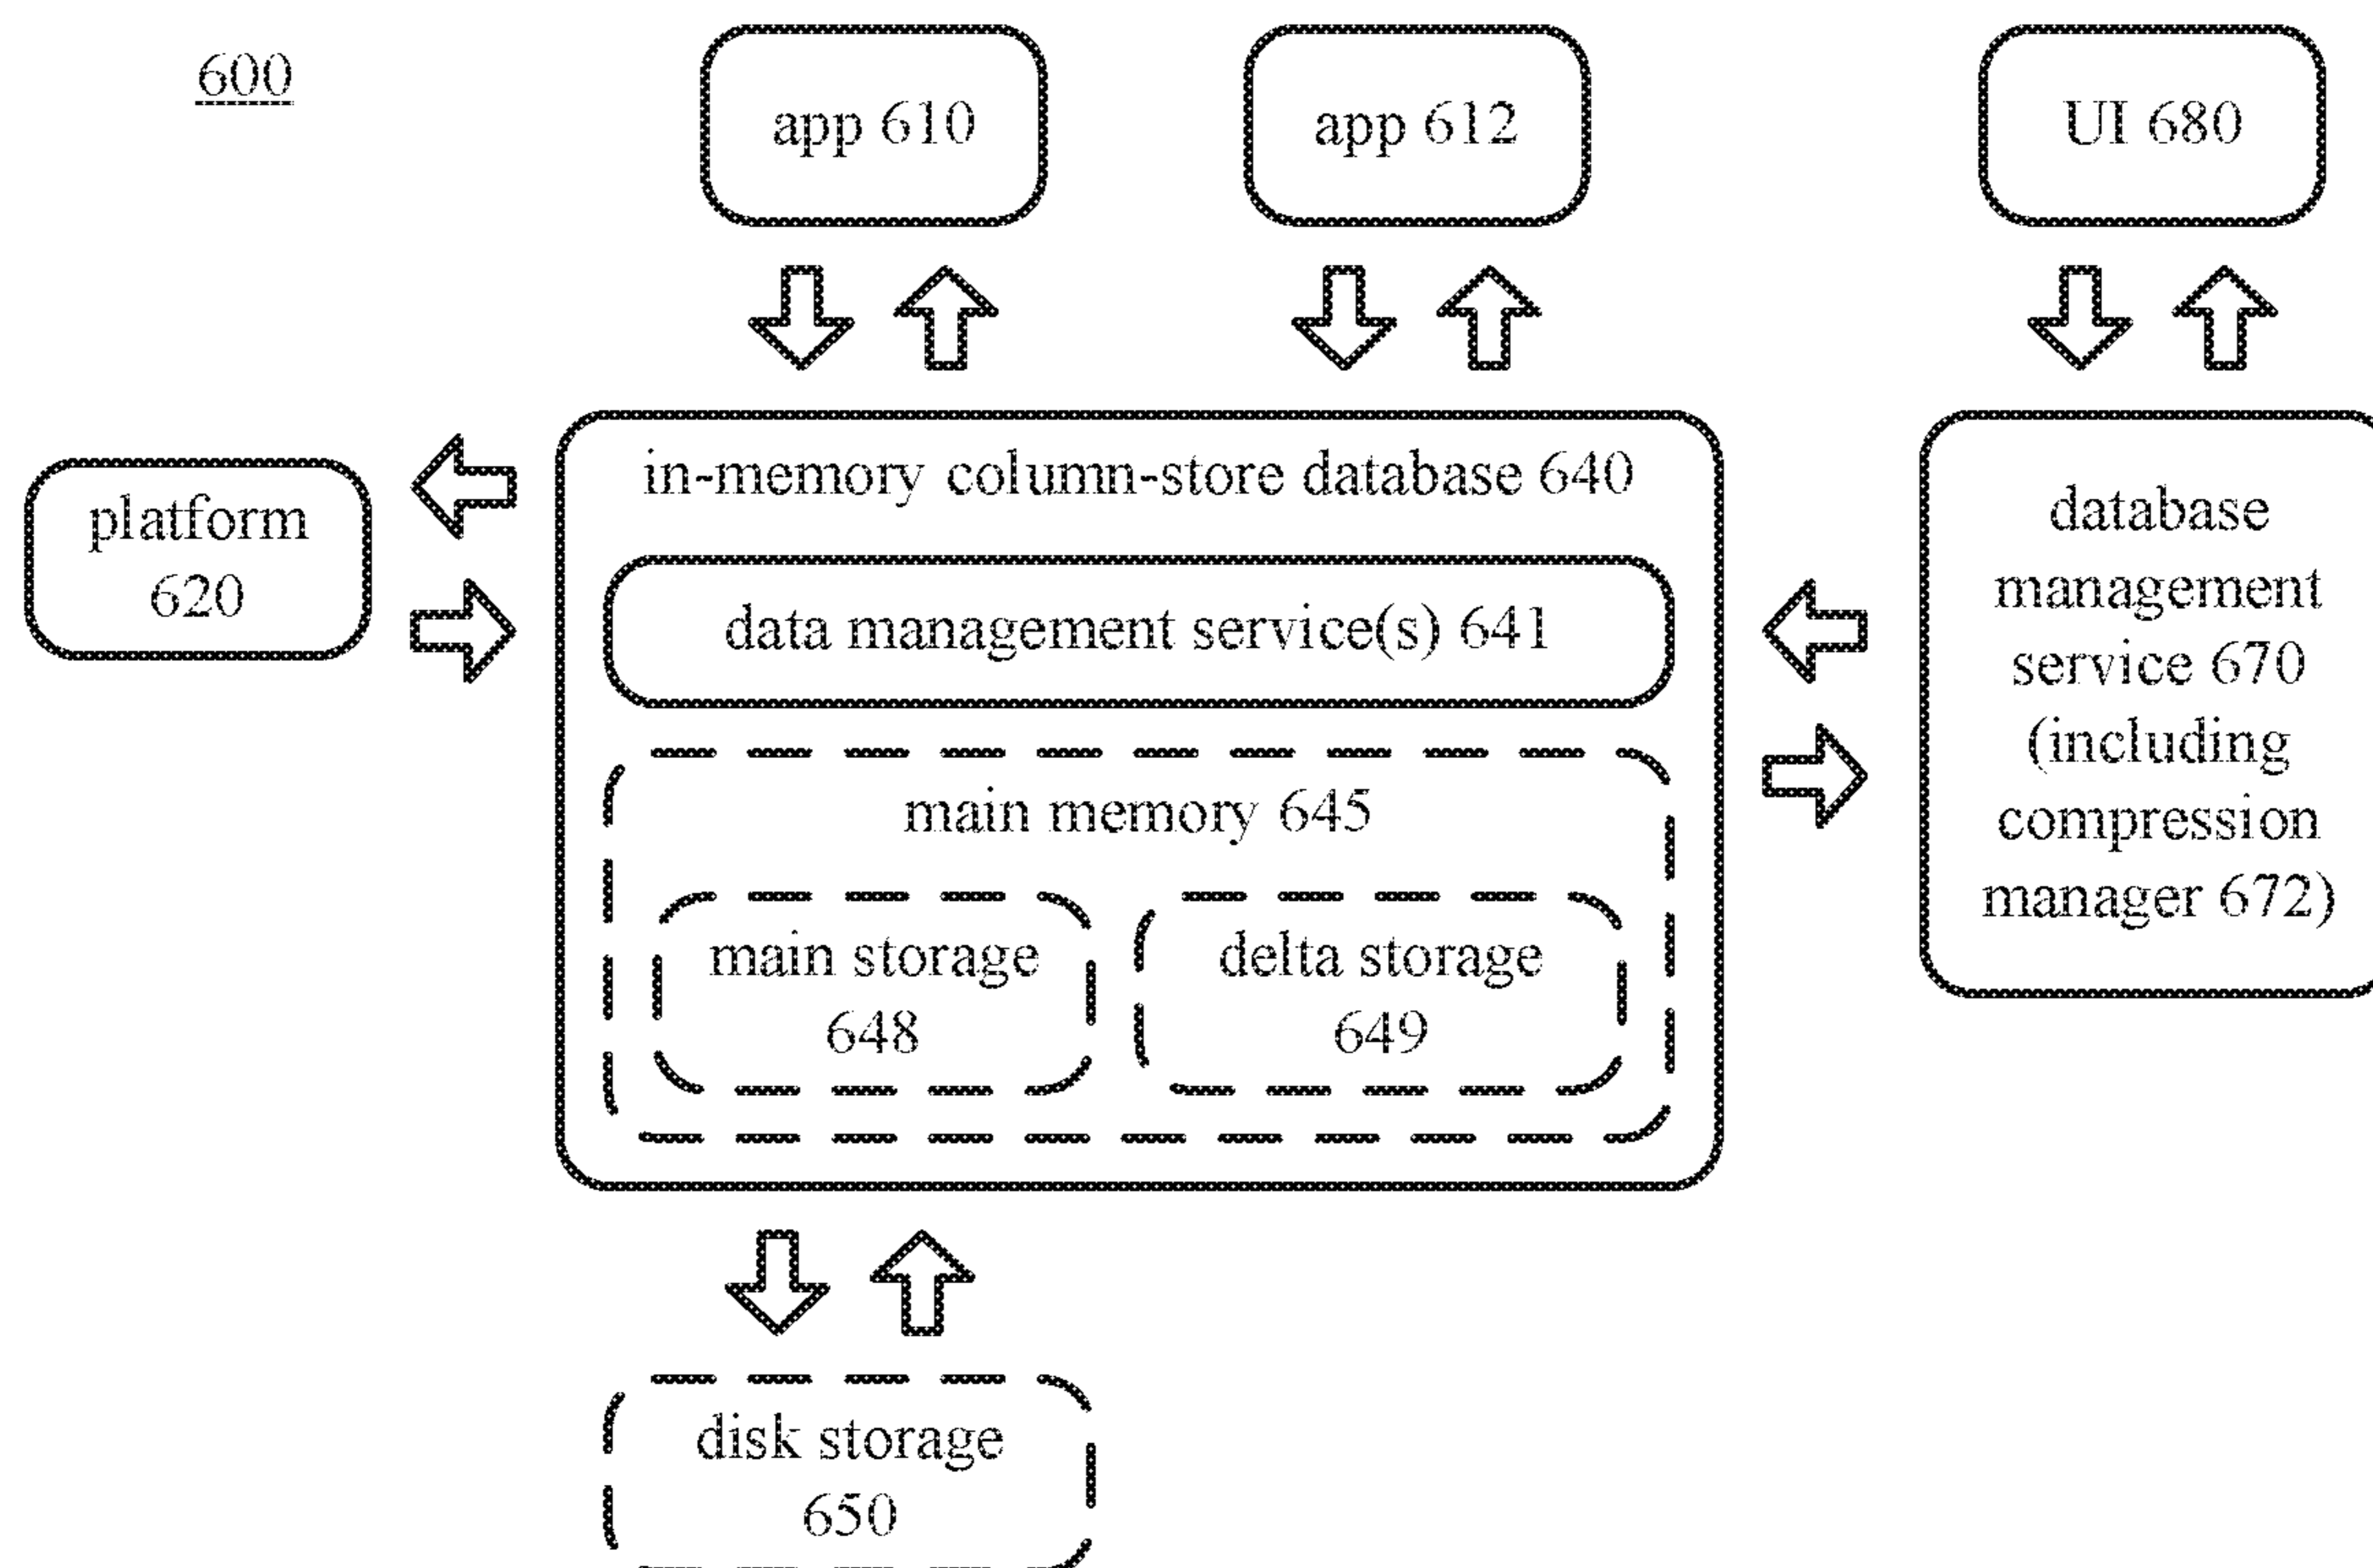 600
app 610
app 612
UI 680
platform
620
in-memory column-store database 640
data management service(s) 641
main memory 645
main storage
648
delta storage
649
database
management
service 670
(including
compression
manager 672)
disk storage
650